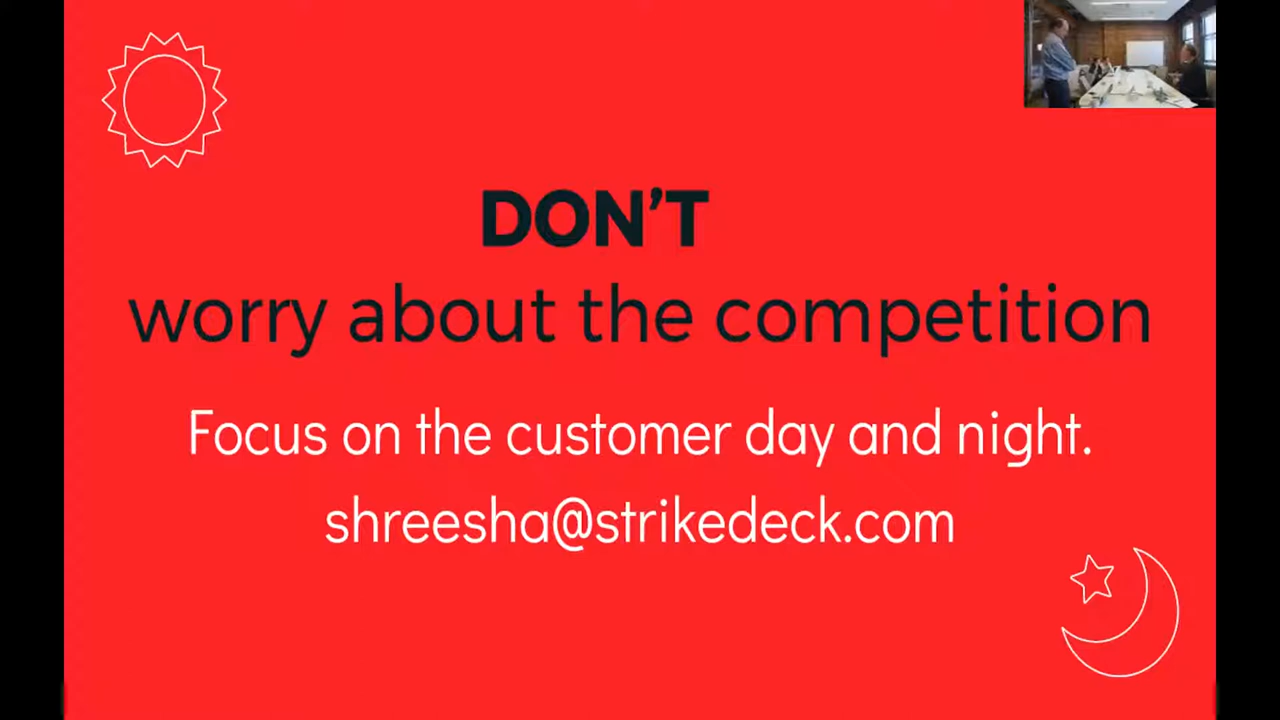 DON'T
worry about the competition
Focus on the customer day and night.
shreesha@strikedeck.com